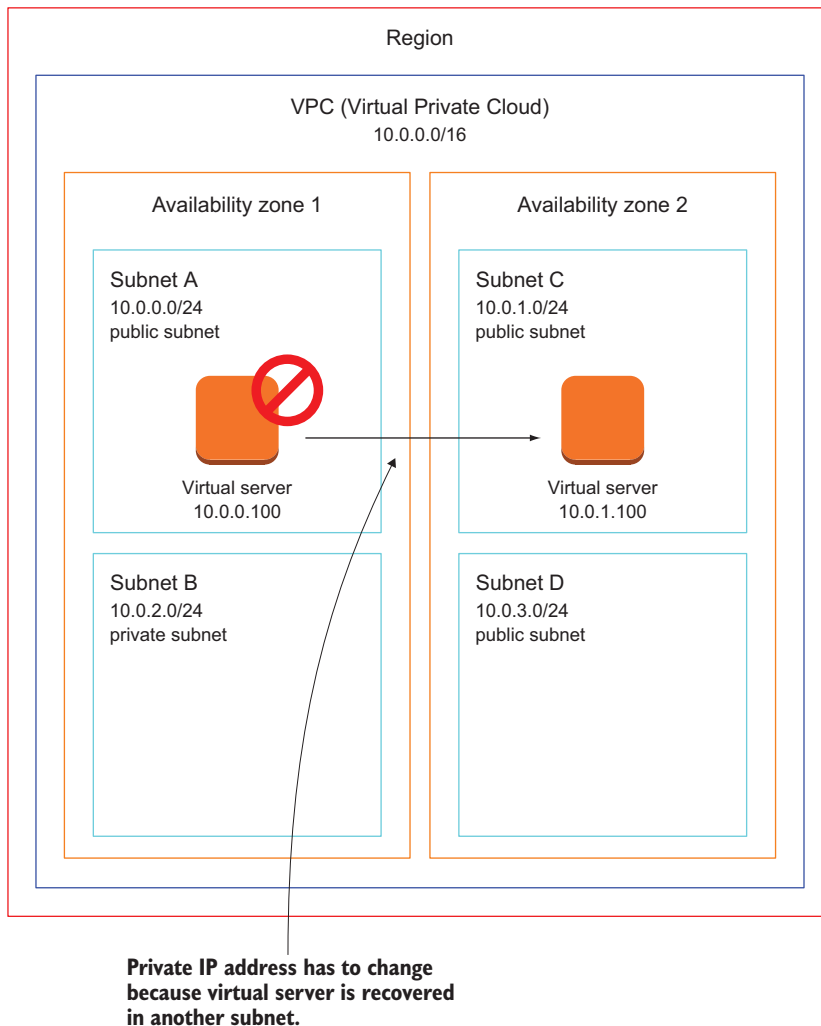 Region
VPC (Virtual Private Cloud)
10.0.0.0/16
Availability zone 1
Subnet A
10.0.0.0/24
public subnet
Virtual server
10.0.0.100
Subnet B
10.0.2.0/24
private subnet
Availability zone 2
Subnet C
10.0.1.0/24
public subnet
Virtual server
10.0.1.100
Subnet D
10.0.3.0/24
public subnet
Private IP address has to change
because virtual server is recovered
in another subnet.